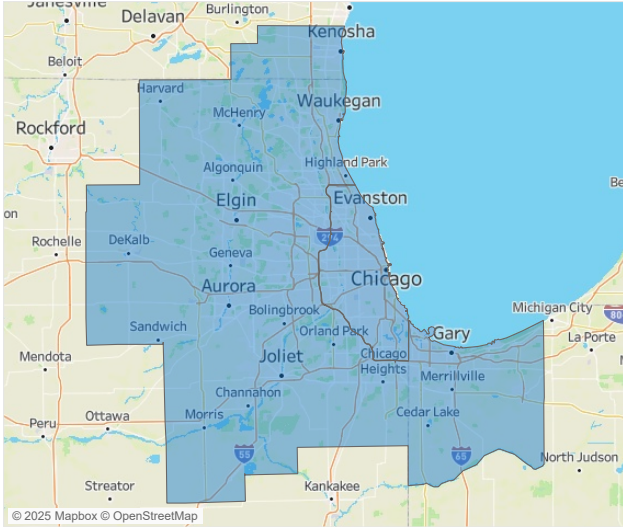 Janesville
Delavan
Burlington
Kenosha
Beloit
Harvard
Waukegan
McHenry
Rockford
Highland Park
Algonquin
Be
Elgin
Evanston
on
294
Rochelle
DeKalb
Geneva
Chicago
Aurora
Michigan City
Bolingbrook
80
Sandwich
Orland Park
Gary
La Porte
Mendota
Joliet
Chicago
Heights
Merrillville
Channahon
Morris
Cedar Lake
Peru
Ottawa
55
65
North Judson
Streator
Kankakee
© 2025 Mapbox © OpenStreetMap